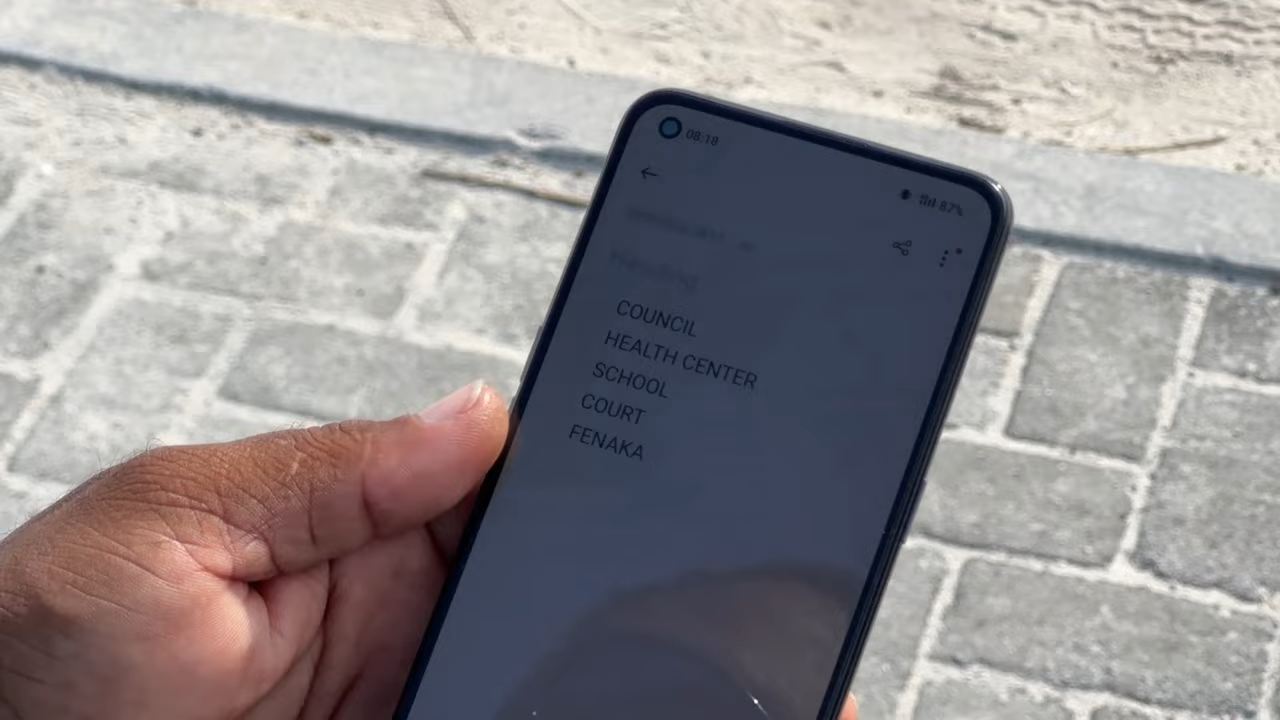 08:18
87%
COUNCIL
HEALTH CENTER
SCHOOL
COURT
FENAKA